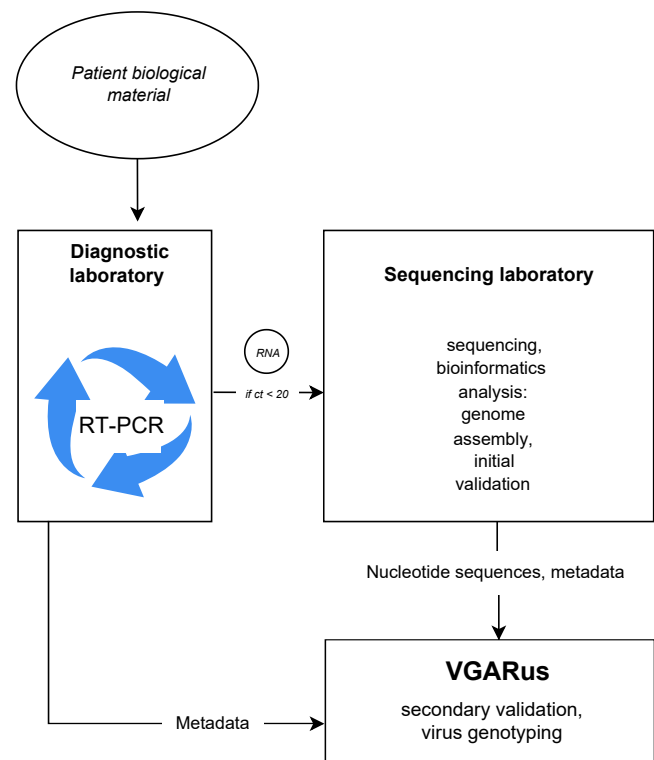 Patient biological
material
Diagnostic
laboratory
RT-PCR
RNA
if ct < 20
Sequencing laboratory
sequencing,
bioinformatics
analysis:
genome
assembly,
initial
validation
Nucleotide sequences, metadata
VGARus
secondary validation,
virus genotyping
Metadata